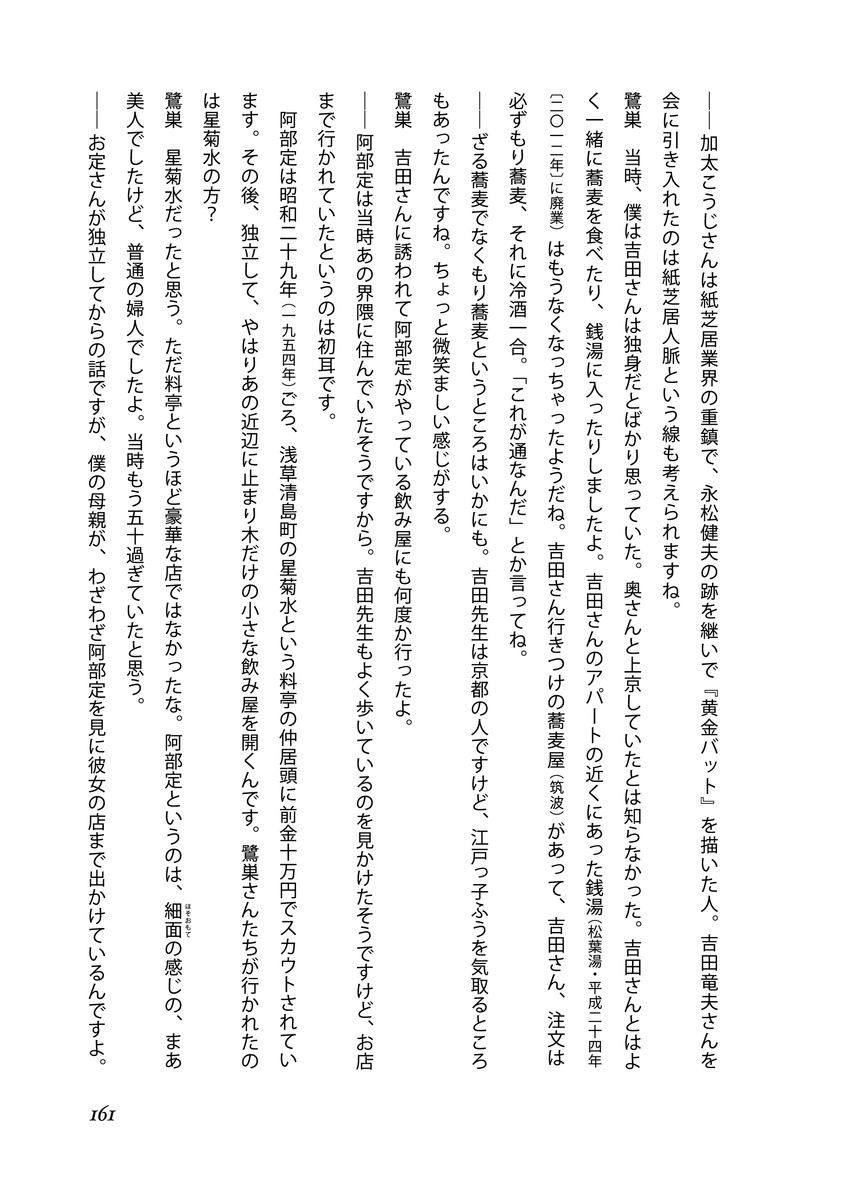 ――加太こうじさんは紙芝居業界の重鎮で、永松健夫の跡を継いで『黄金バット』を描いた人。吉田竜夫さんを
会に引き入れたのは紙芝居人脈という線も考えられますね。
鷺巣　当時、僕は吉田さんは独身だとばかり思っていた。奥さんと上京していたとは知らなかった。吉田さんとはよ
く一緒に蕎麦を食べたり、銭湯に入ったりしましたよ。吉田さんのアパートの近くにあった銭湯（松葉湯・平成二十四年
〔二〇一二年〕に廃業）はもうなくなっちゃったようだね。吉田さん行きつけの蕎麦屋（筑波）があって、吉田さん、注文は
必ずもり蕎麦、それに冷酒一合。「これが通なんだ」とか言ってね。
――ざる蕎麦でなくもり蕎麦というところはいかにも。吉田先生は京都の人ですけど、江戸っ子ふうを気取るところ
もあったんですね。ちょっと微笑ましい感じがする。
鷺巣　吉田さんに誘われて阿部定がやっている飲み屋にも何度か行ったよ。
――阿部定は当時あの界隈に住んでいたそうですから。吉田先生もよく歩いているのを見かけたそうですけど、お店
まで行かれていたというのは初耳です。
　阿部定は昭和二十九年（一九五四年）ごろ、浅草清島町の星菊水という料亭の仲居頭に前金十万円でスカウトされてい
ます。その後、独立して、やはりあの近辺に止まり木だけの小さな飲み屋を開くんです。鷺巣さんたちが行かれたの
は星菊水の方？
鷺巣　星菊水だったと思う。ただ料亭というほど豪華な店ではなかったな。阿部定というのは、細面の感じの、まあ
ほそおもて
美人でしたけど、普通の婦人でしたよ。当時もう五十過ぎていたと思う。
――お定さんが独立してからの話ですが、僕の母親が、わざわざ阿部定を見に彼女の店まで出かけているんですよ。
161